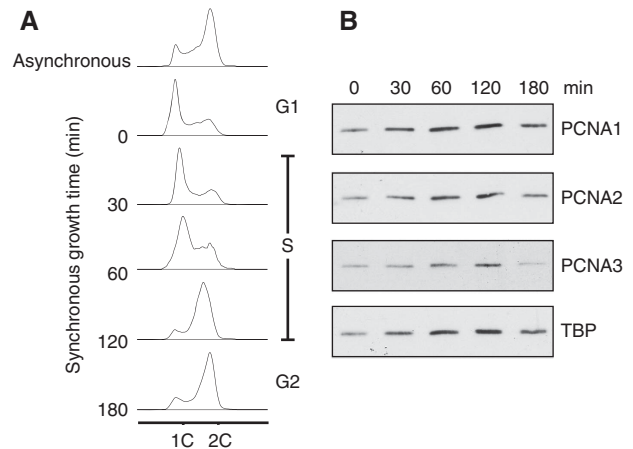 A
Asynchronous
Synchronous growth time (min)
0
30
60
120
180
G1
S
G2
1C 2C
B
0 30 60 120 180 min
PCNA1
PCNA2
PCNA3
TBP